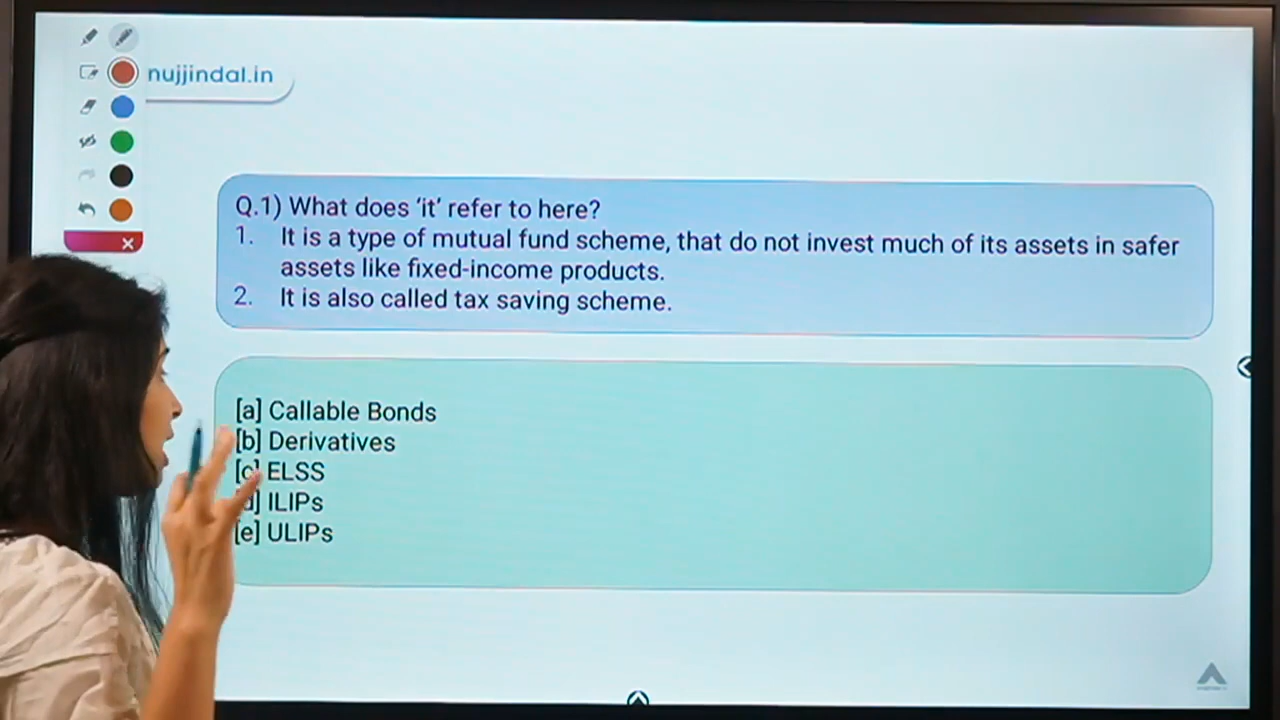 nujjindal.in
Q.1) What does ‘it’ refer to here?
1. It is a type of mutual fund scheme, that do not invest much of its assets in safer
assets like fixed-income products.
2. It is also called tax saving scheme.
[a] Callable Bonds
[b] Derivatives
[c] ELSS
[d] ILIPs
[e] ULIPs